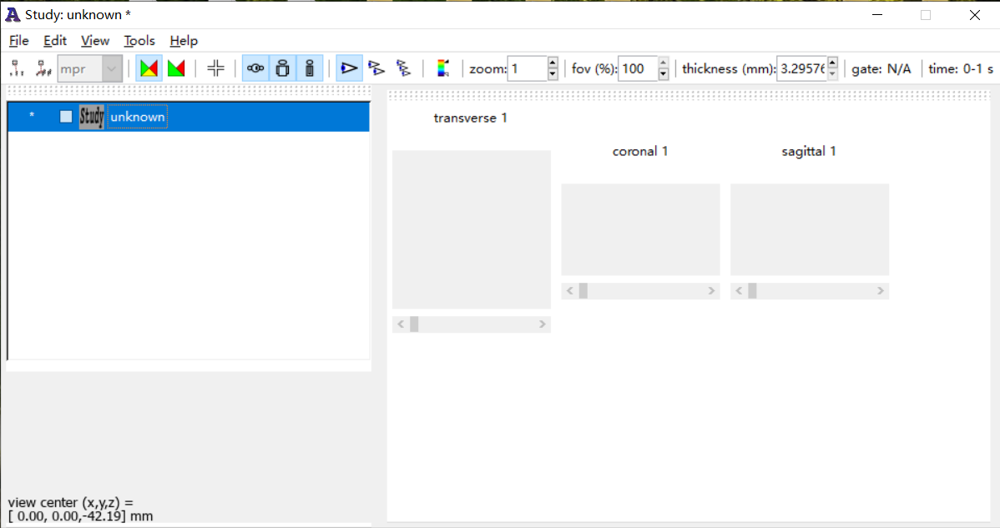 Study: unknown *
File Edit View Tools Help
mpr zoom: 1 fov (%): 100 thickness (mm): 3.2957 gate: N/A time: 0-1 s
* Study unknown
transverse 1
coronal 1 sagittal 1
view center (x,y,z) =
[ 0.00, 0.00,-42.19] mm